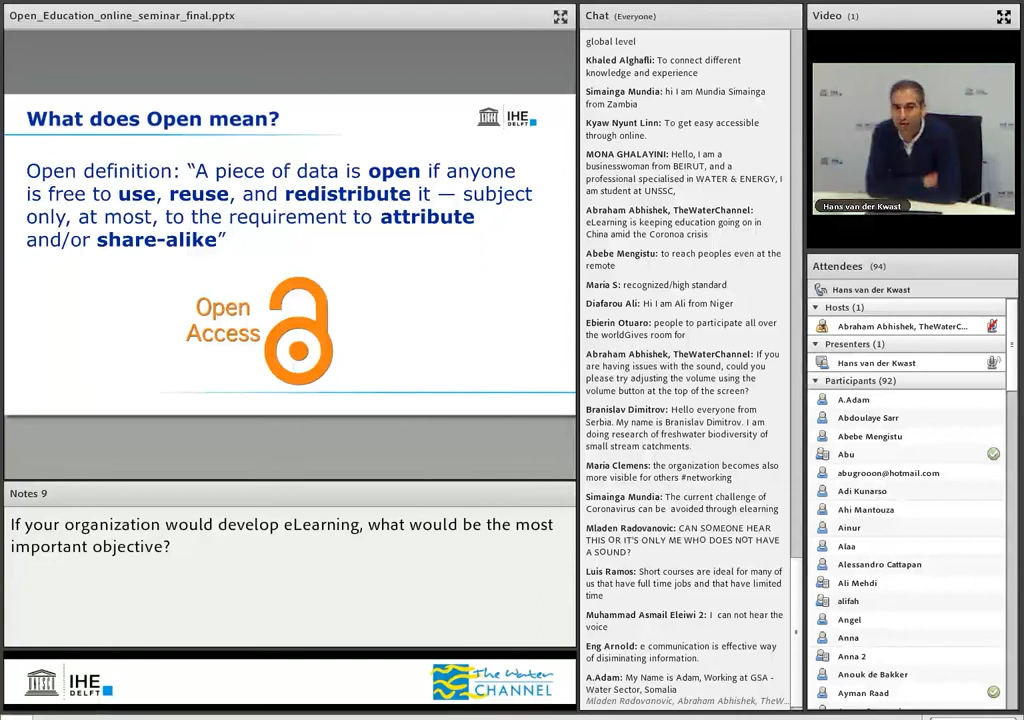 Open_Education_online_seminar_final.pptx
What does Open mean?
IHE
DELFT
Open definition: “A piece of data is open if anyone
is free to use, reuse, and redistribute it — subject
only, at most, to the requirement to attribute
and/or share-alike”
Open
Access
Notes 9
If your organization would develop eLearning, what would be the most
important objective?
IHE
DELFT
The Water
CHANNEL
Chat (Everyone)
global level
Khaled Alghafli: To connect different
knowledge and experience
Simainga Mundia: hi I am Mundia Simainga
from Zambia
Kyaw Nyunt Linn: To get easy accessible
through online.
MONA GHALAYINI: Hello, I am a
businesswoman from BEIRUT, and a
professional specialised in WATER & ENERGY, I
am student at UNSSC,
Abraham Abhishek, TheWaterChannel:
eLearning is keeping education going on in
China amid the Coronoa crisis
Abebe Mengistu: to reach peoples even at the
remote
Maria S: recognized/high standard
Diafarou Ali: Hi I am Ali from Niger
Ebierin Otuaro: people to participate all over
the worldGives room for
Abraham Abhishek, TheWaterChannel: If you
are having issues with the sound, could you
please try adjusting the volume using the
volume button at the top of the screen?
Branislav Dimitrov: Hello everyone from
Serbia. My name is Branislav Dimitrov. I am
doing research of freshwater biodiversity of
small stream catchments.
Maria Clemens: the organization becomes also
more visible for others #networking
Simainga Mundia: The current challenge of
Coronavirus can be avoided through elearning
Mladen Radovanovic: CAN SOMEONE HEAR
THIS OR IT'S ONLY ME WHO DOES NOT HAVE
A SOUND?
Luis Ramos: Short courses are ideal for many of
us that have full time jobs and that have limited
time
Muhammad Asmail Eleiwi 2: I can not hear the
voice
Eng Arnold: e communication is effective way
of disiminating information.
A.Adam: My Name is Adam, Working at GSA -
Water Sector, Somalia
Mladen Radovanovic, Abraham Abhishek, TheW...
Video (1)
Hans van der Kwast
Attendees (94)
Hans van der Kwast
Hosts (1)
Abraham Abhishek, TheWaterC...
Presenters (1)
Hans van der Kwast
Participants (92)
A.Adam
Abdoulaye Sarr
Abebe Mengistu
Abu
abugrooon@hotmail.com
Adi Kunarso
Ahi Mantouza
Ainur
Alaa
Alessandro Cattapan
Ali Mehdi
alifah
Angel
Anna
Anna 2
Anouk de Bakker
Ayman Raad